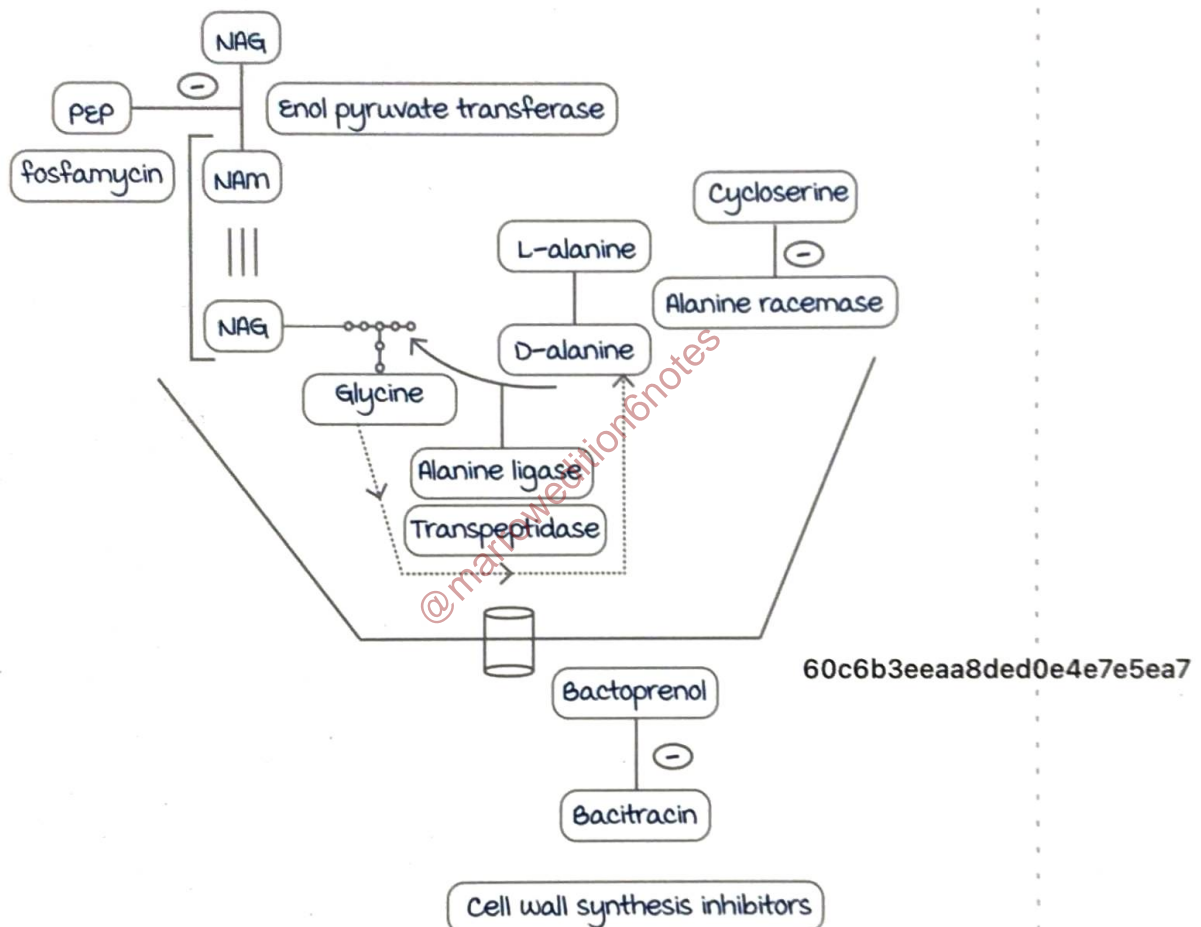 NAG
PEP
Enol pyruvate transferase
fosfamycin
NAM
Cycloserine
L-alanine
Alanine racemase
NAG
D-alanine
Glycine
Alanine ligase
Transpeptidase
@marrowedition6notes
60c6b3eeaa8ded0e4e7e5ea7
Bactoprenol
Bacitracin
Cell wall synthesis inhibitors